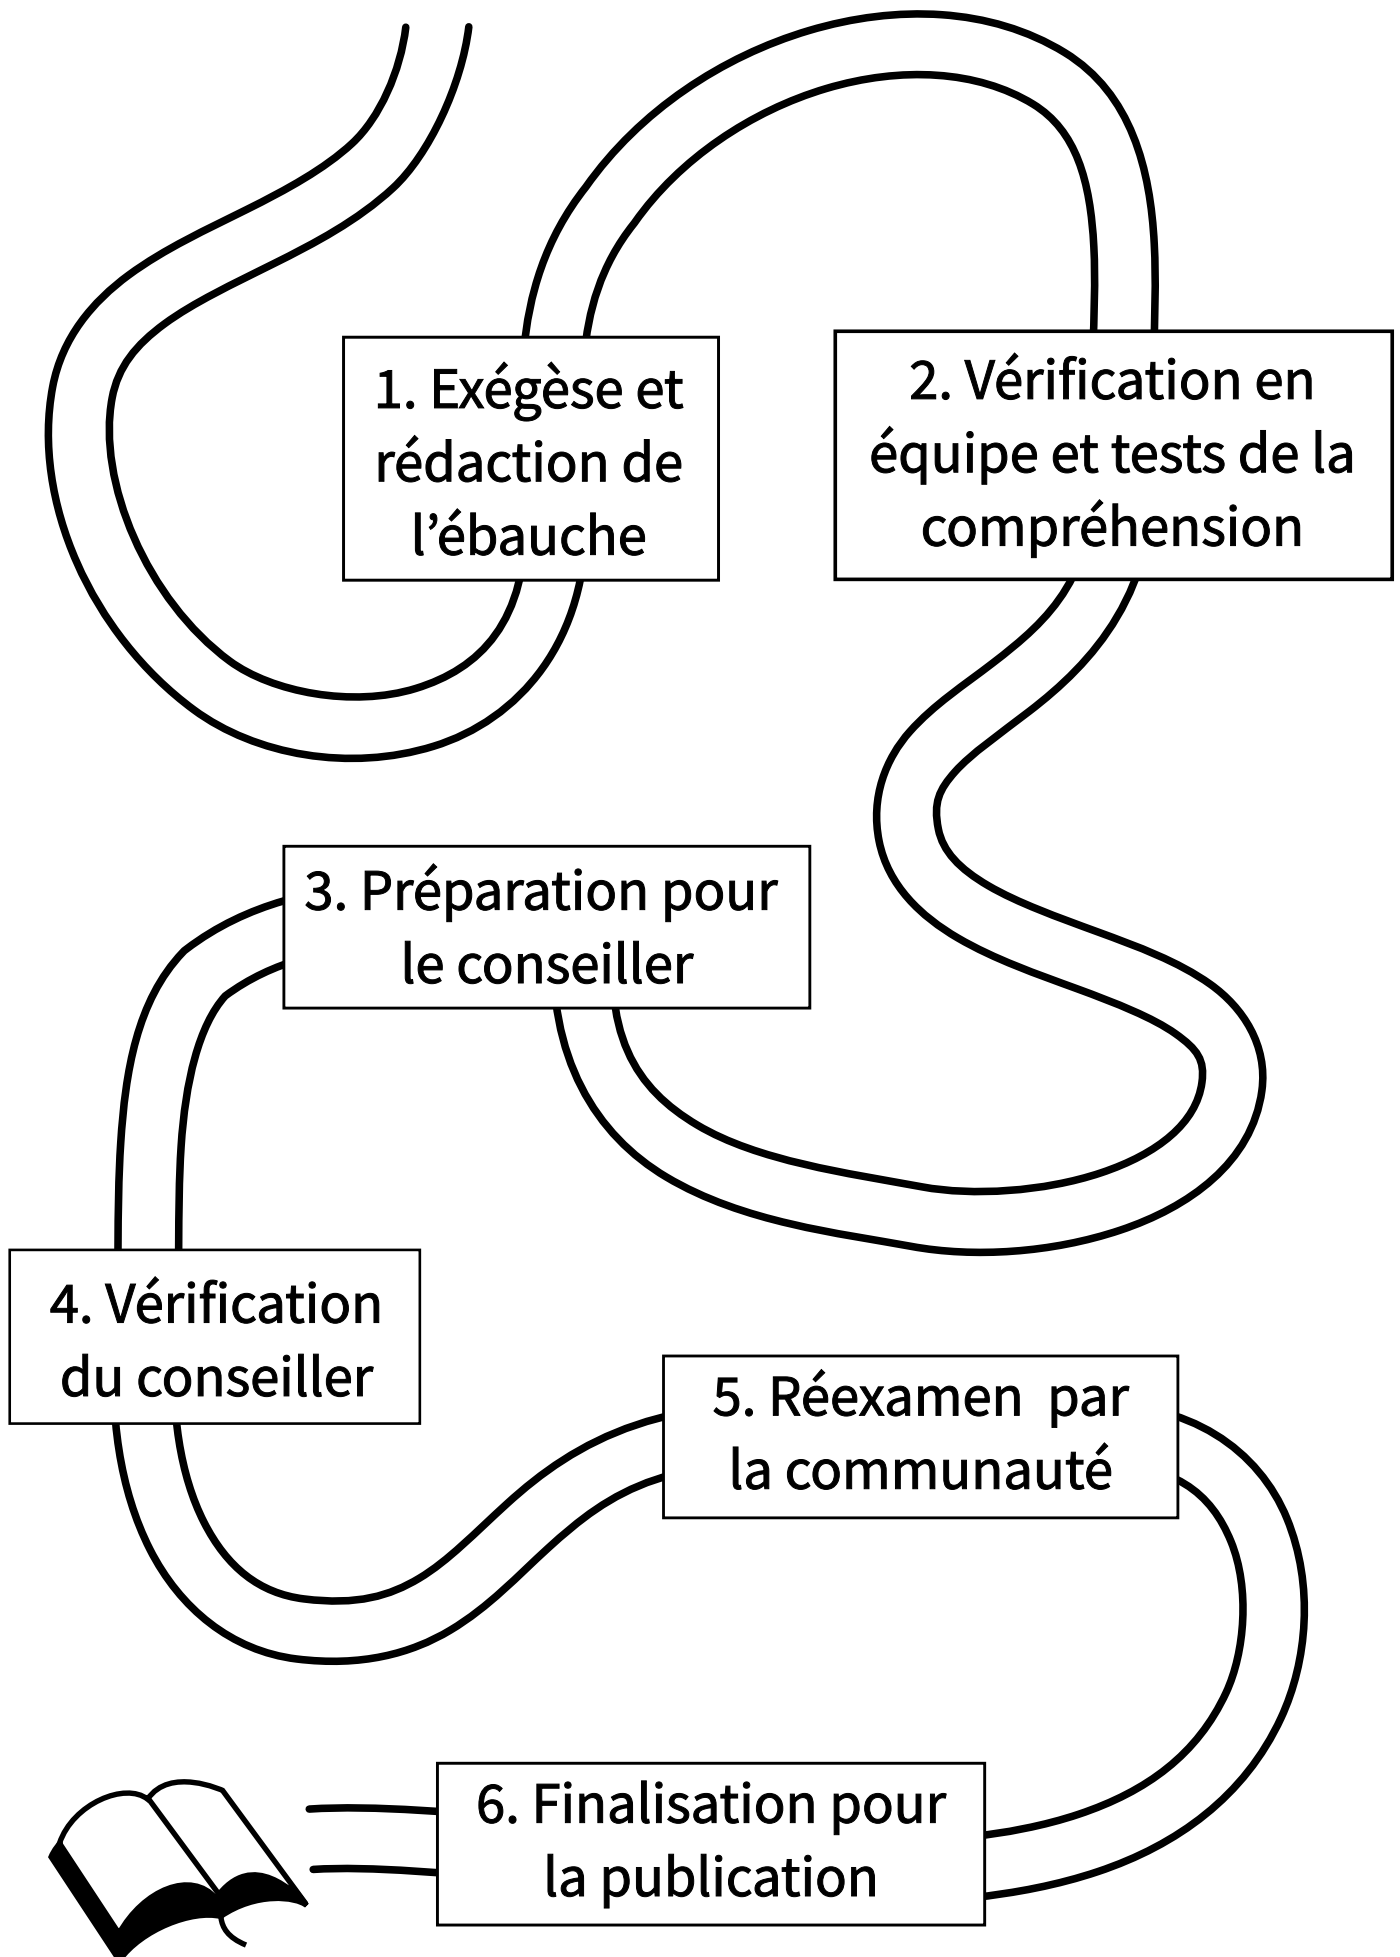 1. Exégèse et
rédaction de
l’ébauche
2. Vérification en
équipe et tests de la
compréhension
3. Préparation pour
le conseiller
4. Vérification
du conseiller
5. Réexamen  par
la communauté
6. Finalisation pour
la publication